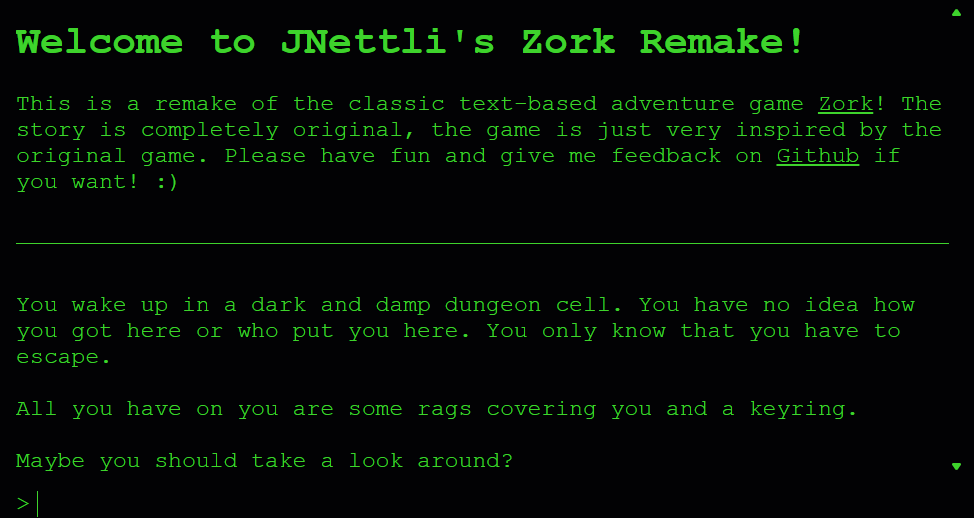 Welcome to JNettli's Zork Remake!
This is a remake of the classic text-based adventure game Zork! The
story is completely original, the game is just very inspired by the
original game. Please have fun and give me feedback on Github if
you want! :)
You wake up in a dark and damp dungeon cell. You have no idea how
you got here or who put you here. You only know that you have to
escape.
All you have on you are some rags covering you and a keyring.
Maybe you should take a look around?
>